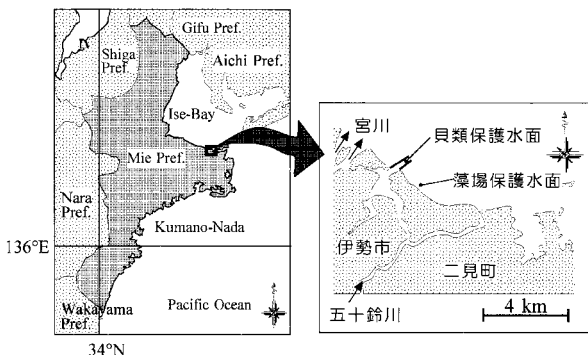 Gifu Pref.
Shiga
Pref.
Aichi Pref.
Ise-Bay
Mie Pref.
Nara
Pref.
Kumano-Nada
136°E
Wakayama
Pref.
Pacific Ocean
34°N
宮川
貝類保護水面
藻場保護水面
伊勢市
二見町
五十鈴川
4 km